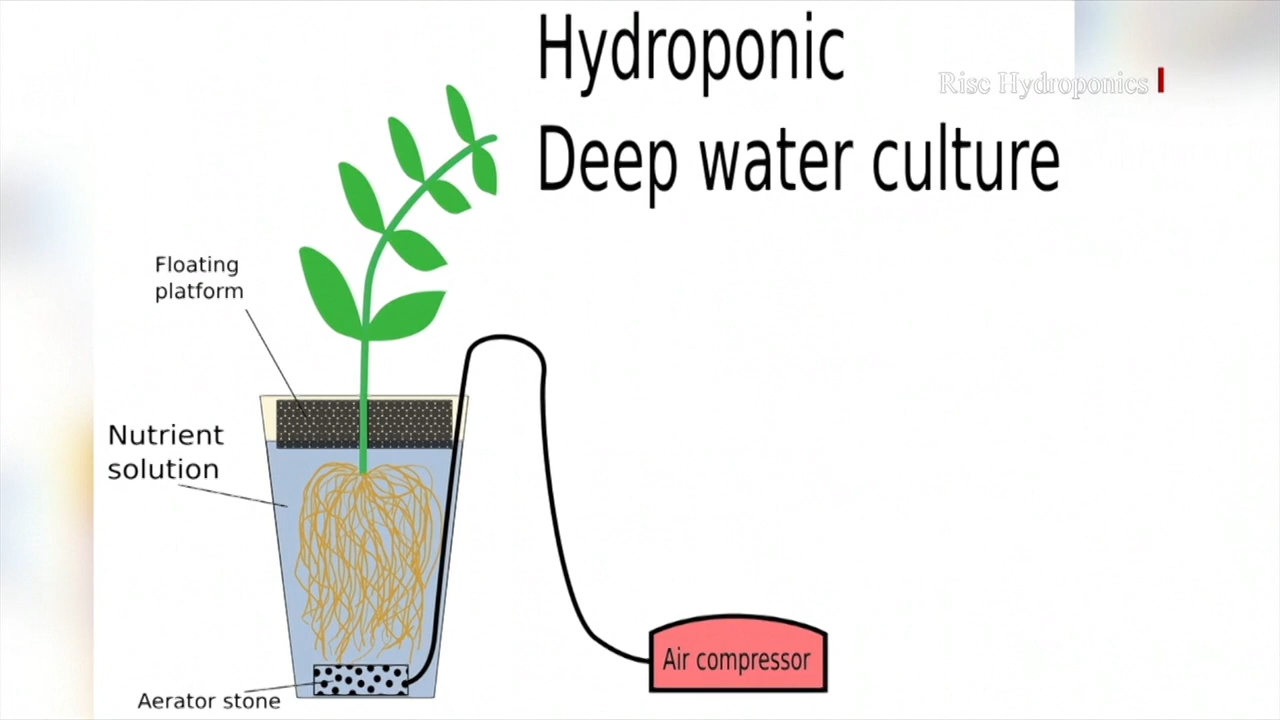 Hydroponic
Deep water culture
Risc Hydroponics
Floating
platform
Nutrient
solution
Aerator stone
Air compressor